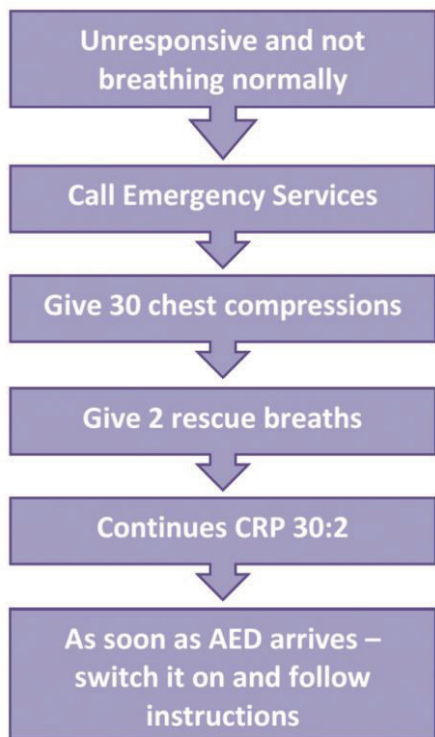 Unresponsive and not
breathing normally
Call Emergency Services
Give 30 chest compressions
Give 2 rescue breaths
Continues CRP 30:2
As soon as AED arrives –
switch it on and follow
instructions